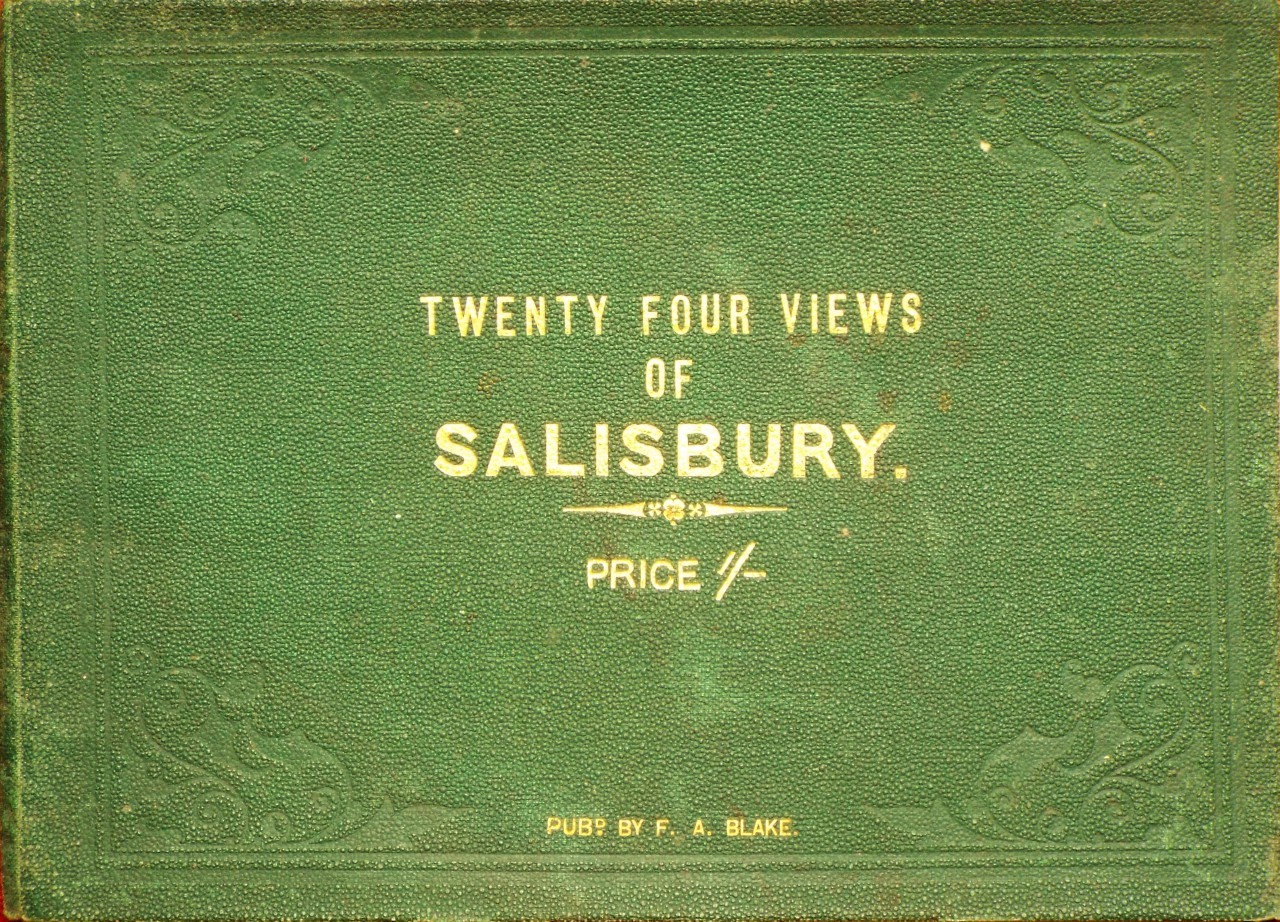 TWENTY FOUR VIEWS
OF
SALISBURY.
PRICE 1/-
PUBD BY F. A. BLAKE.